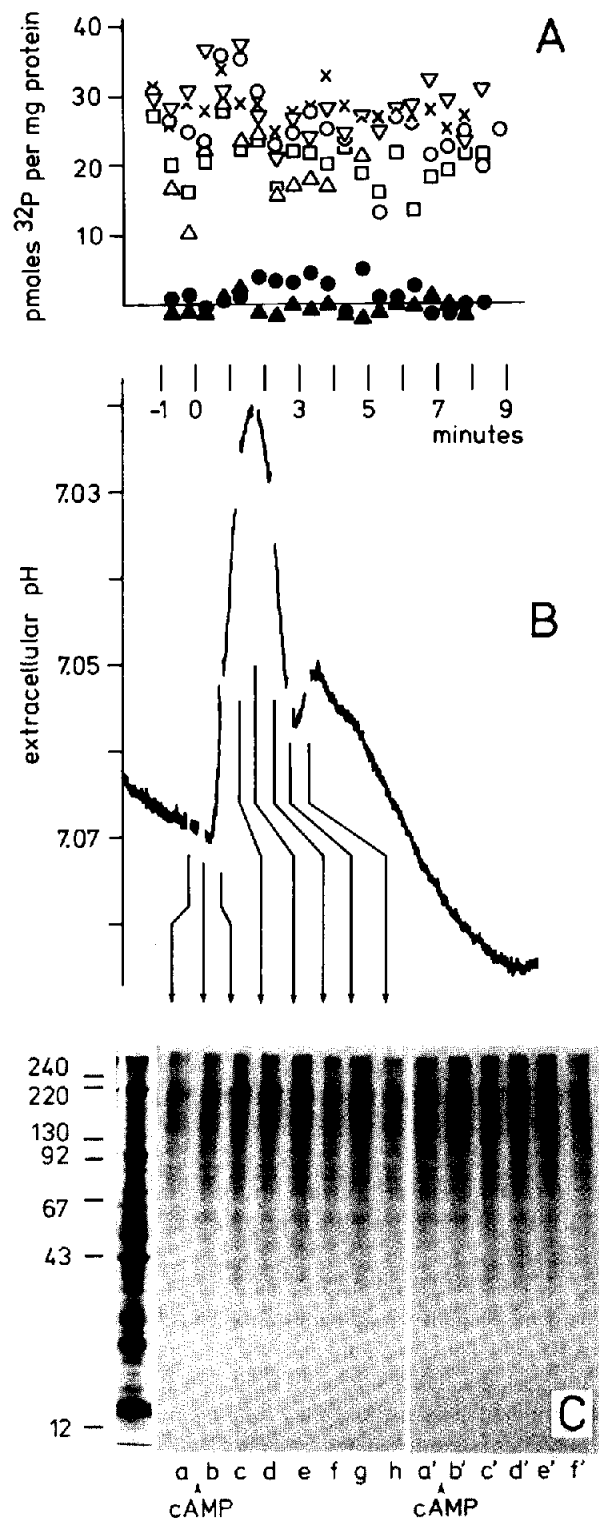 A
40
30
20
10
pmoles ³²P per mg protein
-1 0 1 3 5 7 9
minutes
7.03
7.05
7.07
extracellular pH
B
240
220
130
92
67
43
12
C
a b c d e f g h a' b' c' d' e' f'
cAMP cAMP